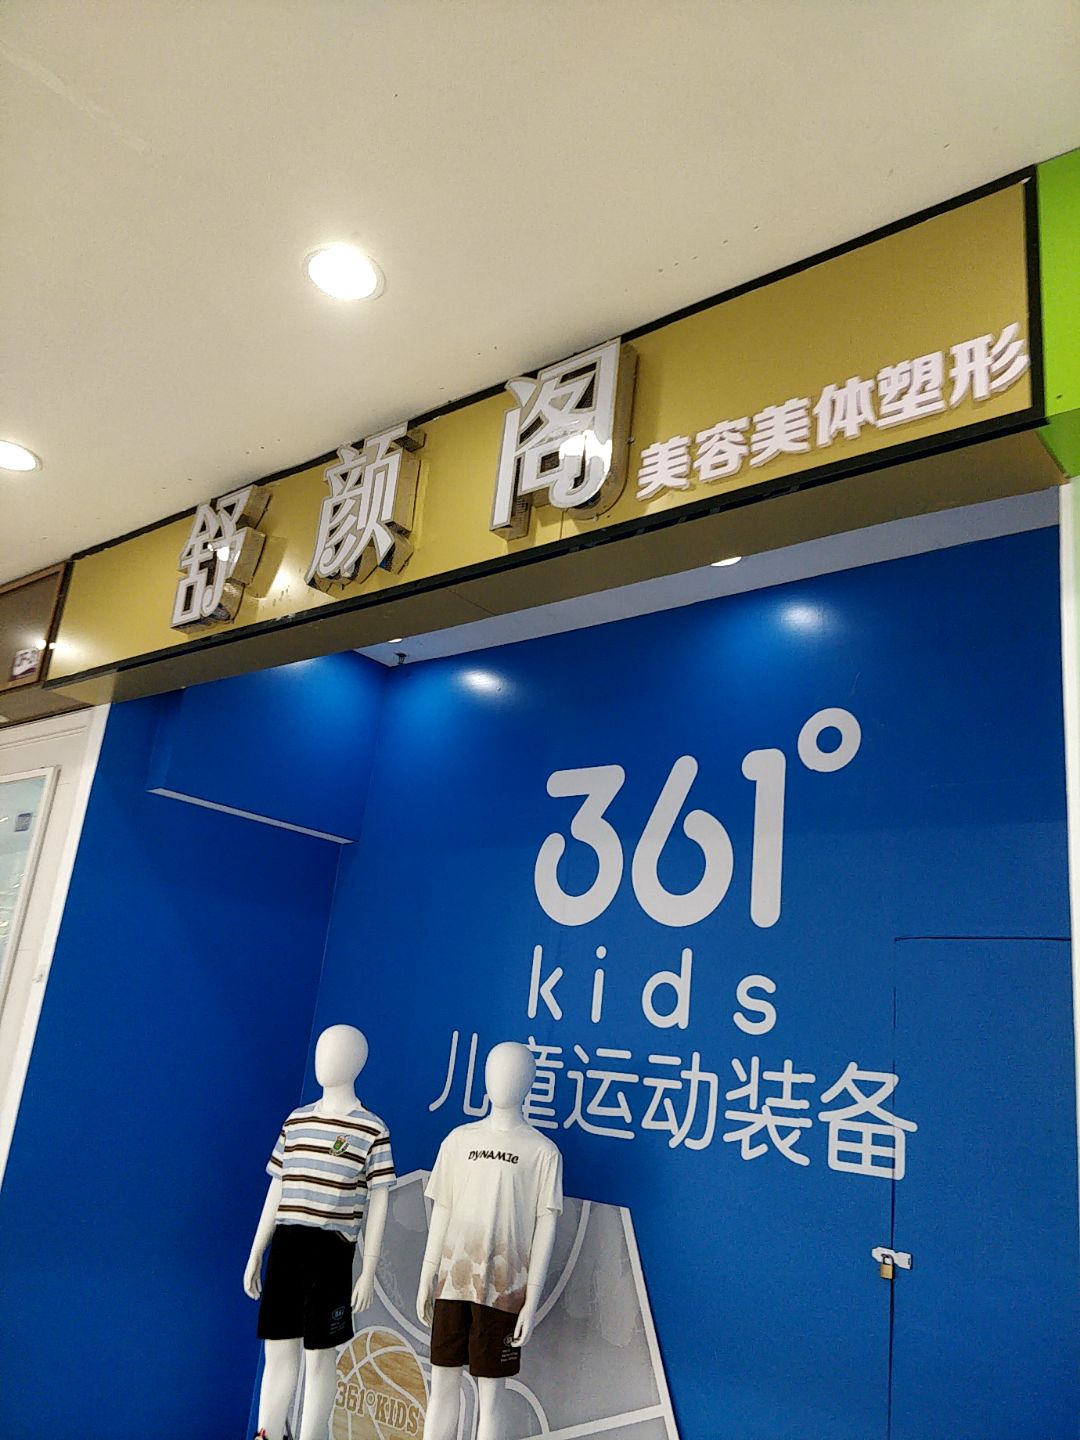 舒颜阁
美容美体塑形
361°
kids
儿童运动装备
DYNAMIC
361°KIDS